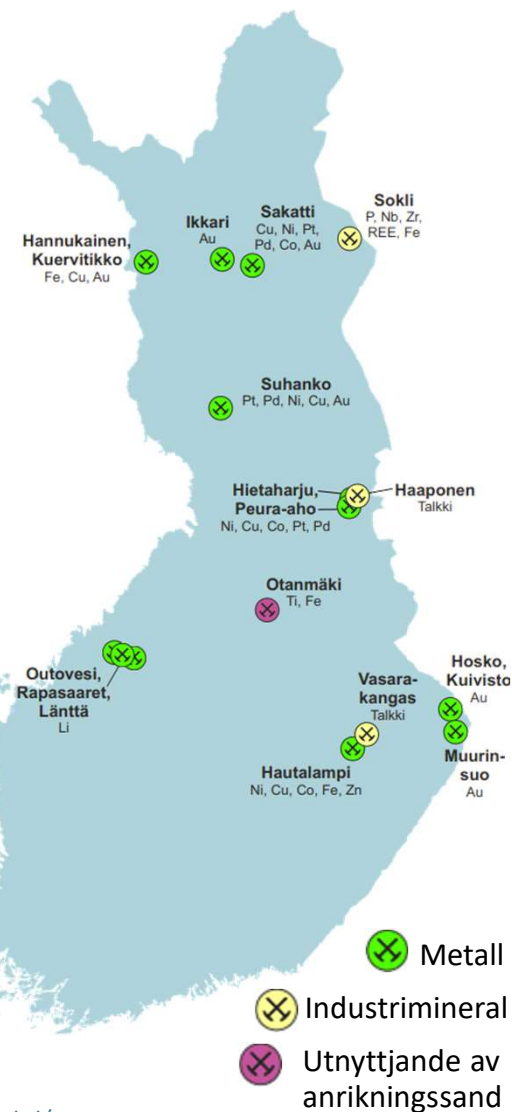 Sokli
P, Nb, Zr,
REE, Fe
Sakatti
Cu, Ni, Pt,
Pd, Co, Au
Ikkari
Au
Hannukainen,
Kuervitikko
Fe, Cu, Au
Suhanko
Pt, Pd, Ni, Cu, Au
Hietaharju,
Peura-aho
Ni, Cu, Co, Pt, Pd
Haaponen
Talkki
Otanmäki
Ti, Fe
Outovesi,
Rapasaaret,
Länttä
Li
Vasara-
kangas
Talkki
Hosko,
Kuivisto
Au
Muurin-
suo
Au
Hautalampi
Ni, Cu, Co, Fe, Zn
Metall
Industrimineral
Utnyttjande av
anrikningssand